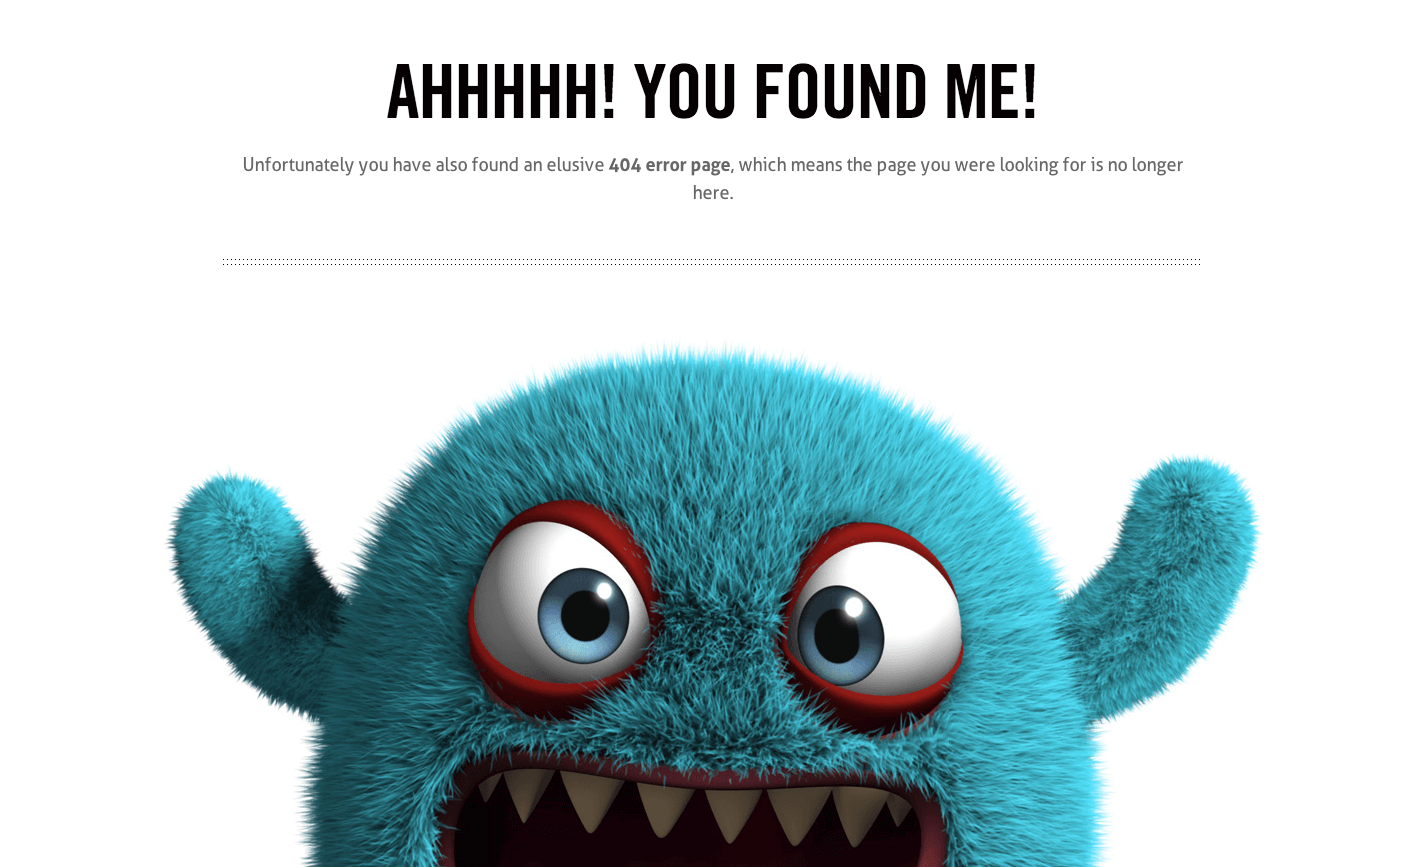 AHHHHH! YOU FOUND ME!
Unfortunately you have also found an elusive 404 error page, which means the page you were looking for is no longer
here.